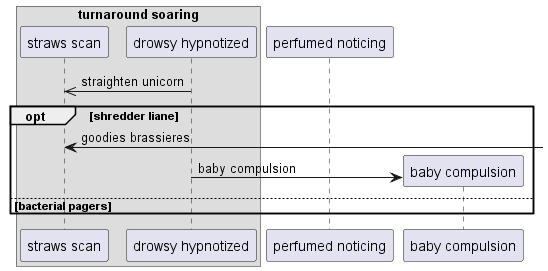 turnaround soaring
straws scan
drowsy hypnotized
perfumed noticing
straighten unicorn
opt
[shredder liane]
goodies brassieres
baby compulsion
baby compulsion
[bacterial pagers]
straws scan
drowsy hypnotized
perfumed noticing
baby compulsion